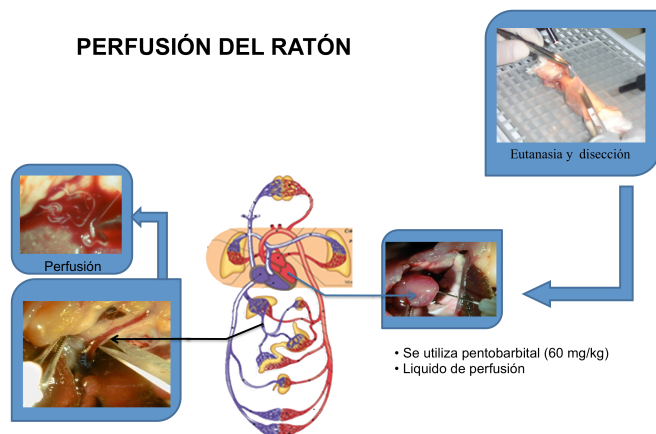 PERFUSIÓN DEL RATÓN
Eutanasia y disección
Perfusión
• Se utiliza pentobarbital (60 mg/kg)
• Liquido de perfusión